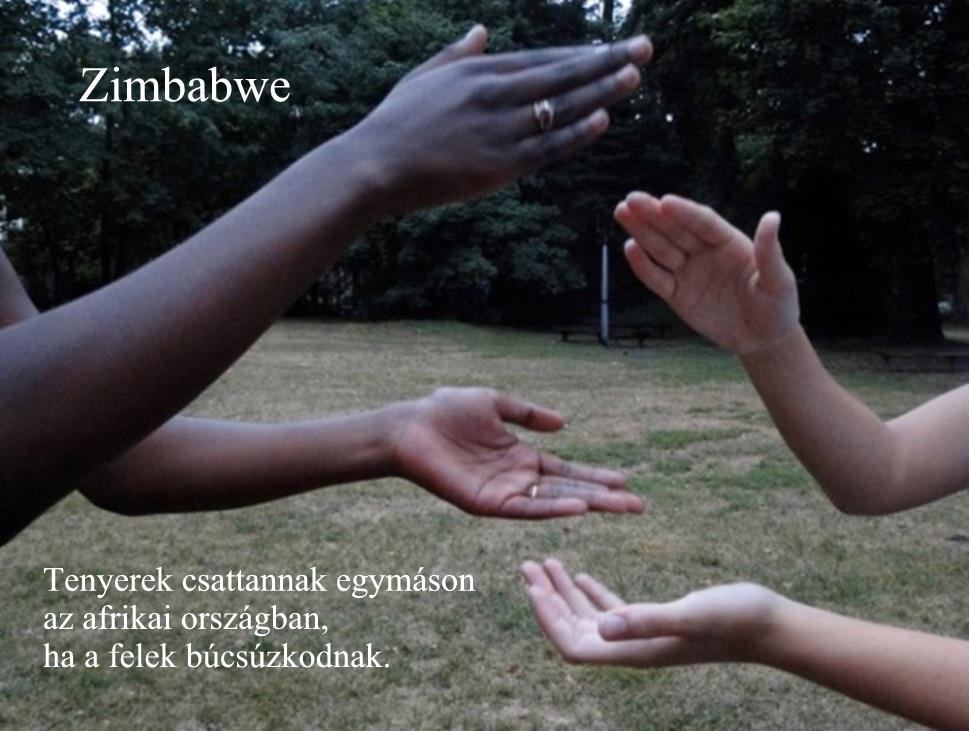 Zimbabwe
Tenyerek csattannak egymáson
az afrikai országban,
ha a felek búcsúzkodnak.